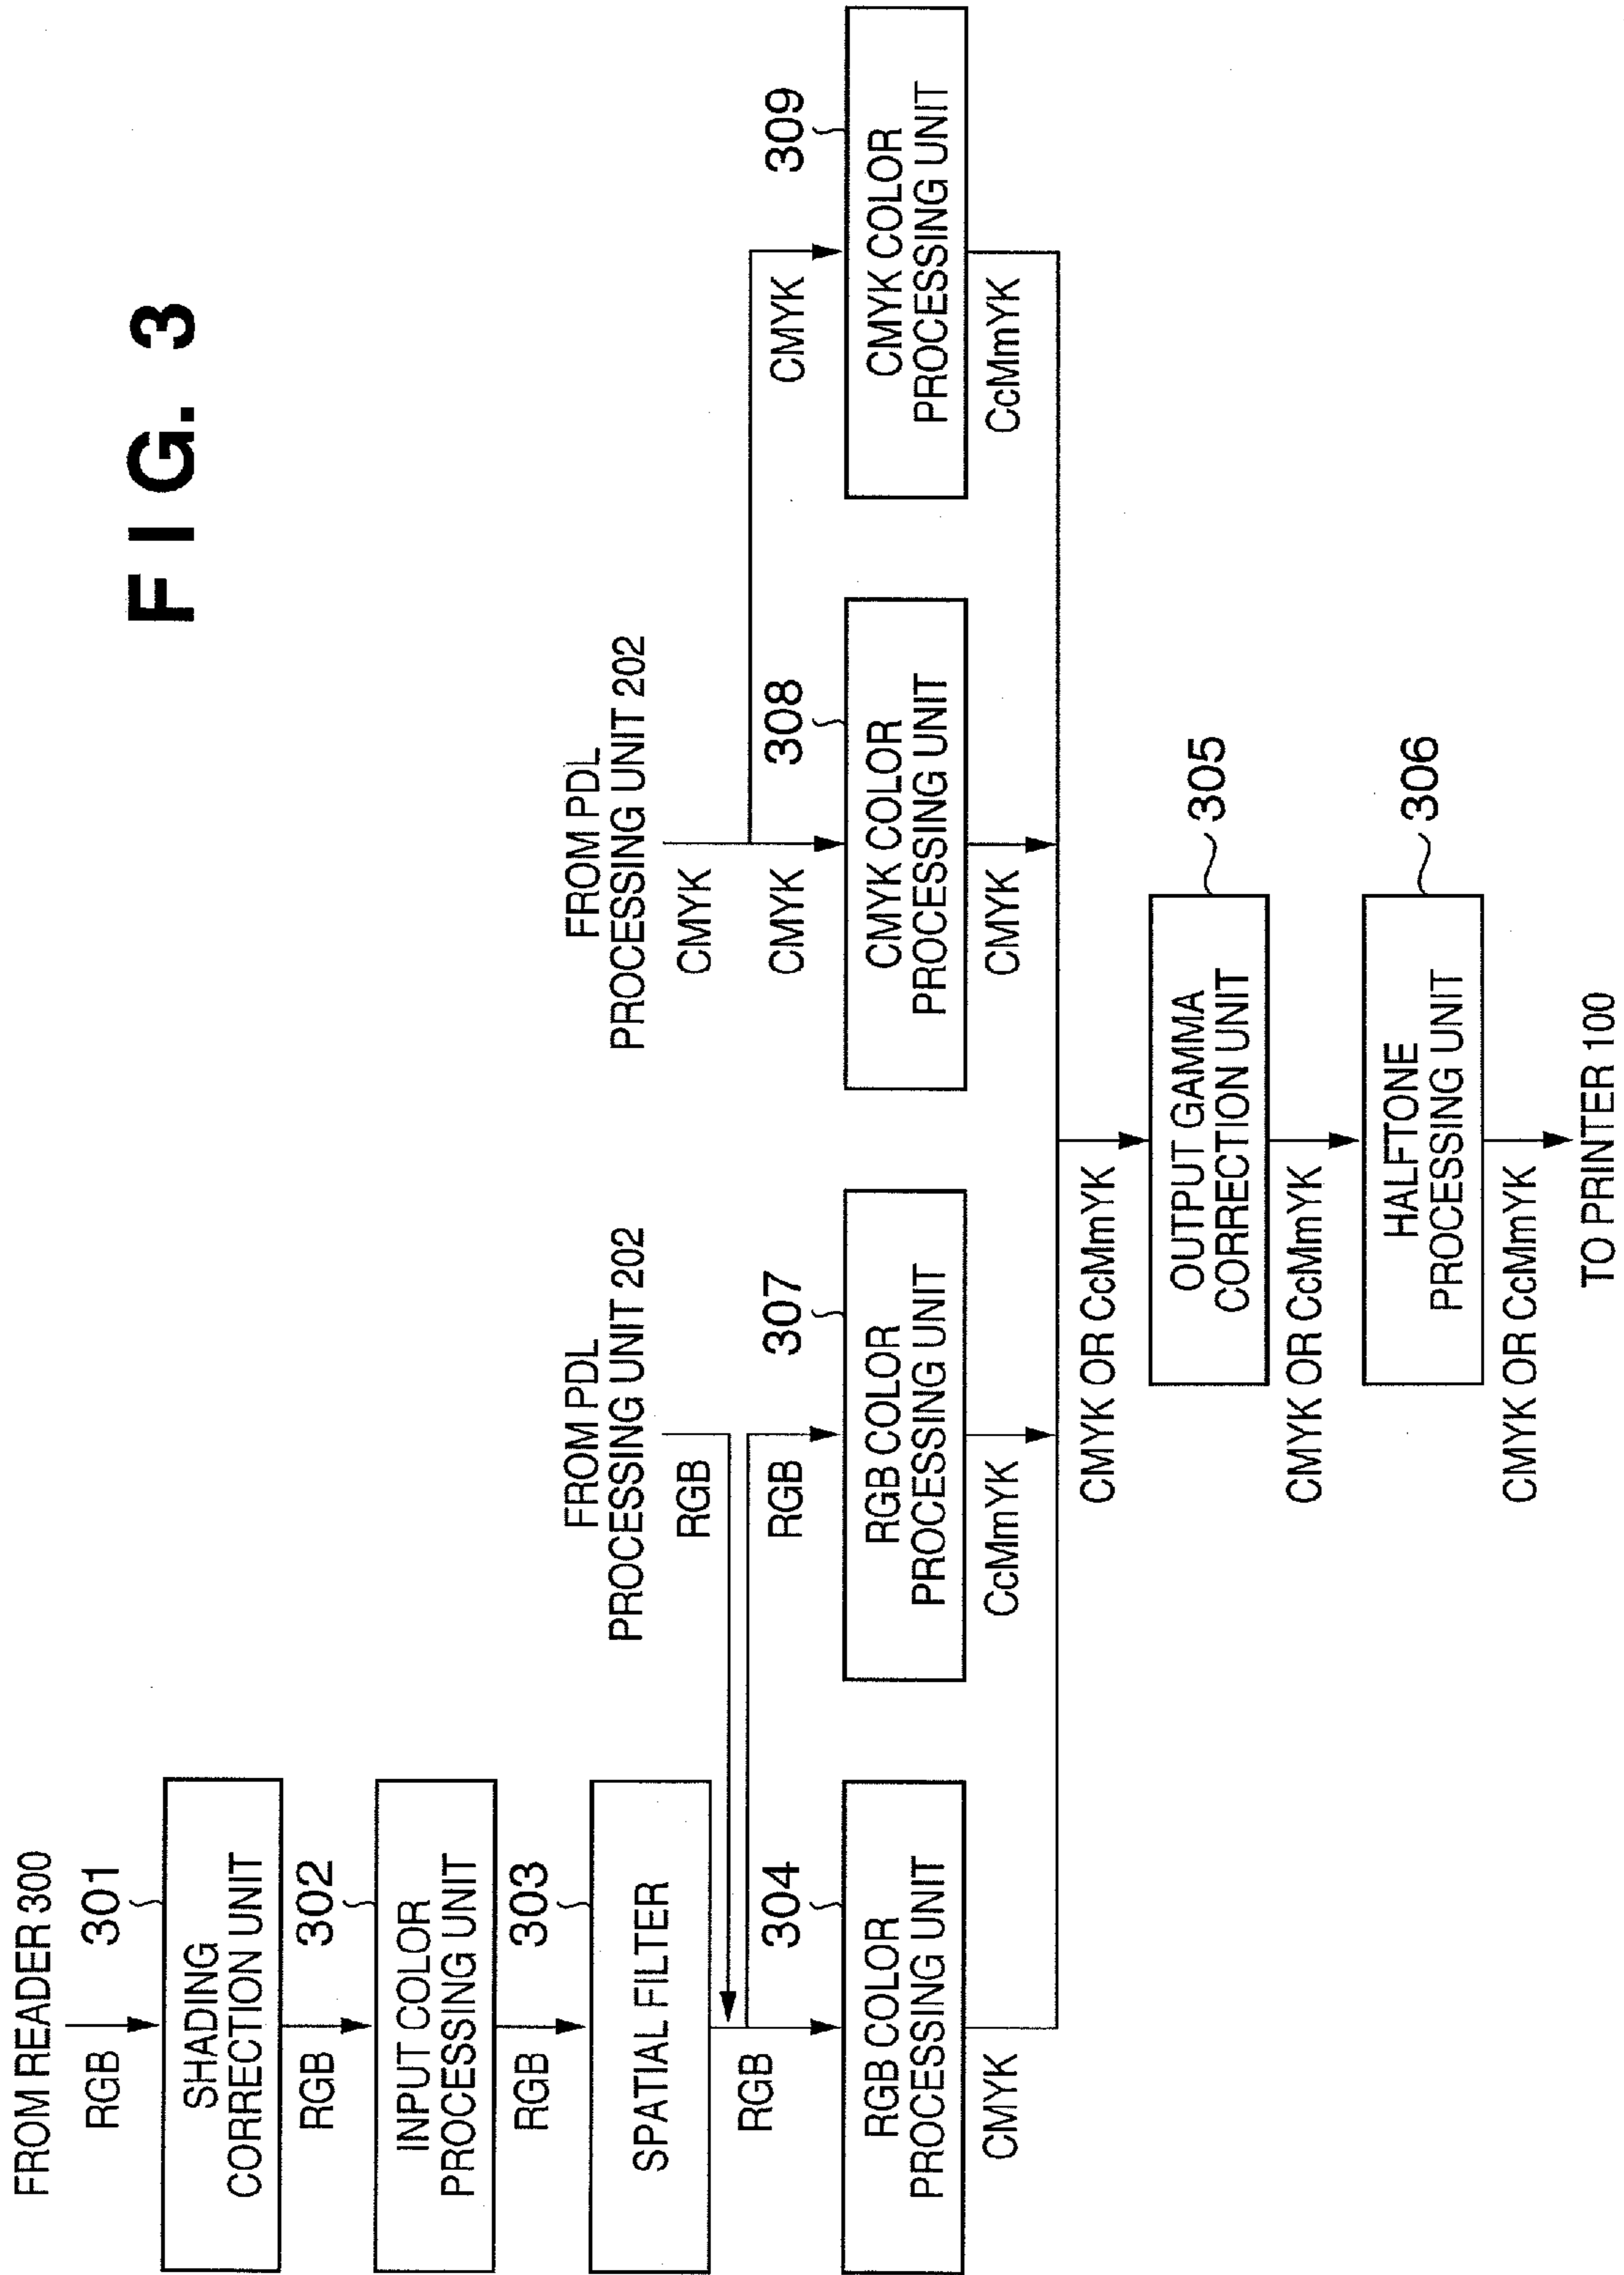 FIG. 3
FROM READER 300
RGB
301
SHADING
CORRECTION UNIT
RGB
302
INPUT COLOR
PROCESSING UNIT
RGB
303
SPATIAL FILTER
RGB
304
RGB COLOR
PROCESSING UNIT
CMYK
FROM PDL
PROCESSING UNIT 202
RGB
RGB
307
RGB COLOR
PROCESSING UNIT
CcMmYK
FROM PDL
PROCESSING UNIT 202
CMYK
CMYK
308
CMYK COLOR
PROCESSING UNIT
CMYK
CMYK
309
CMYK COLOR
PROCESSING UNIT
CcMmYK
CMYK OR CcMmYK
305
OUTPUT GAMMA
CORRECTION UNIT
CMYK OR CcMmYK
306
HALFTONE
PROCESSING UNIT
CMYK OR CcMmYK
TO PRINTER 100